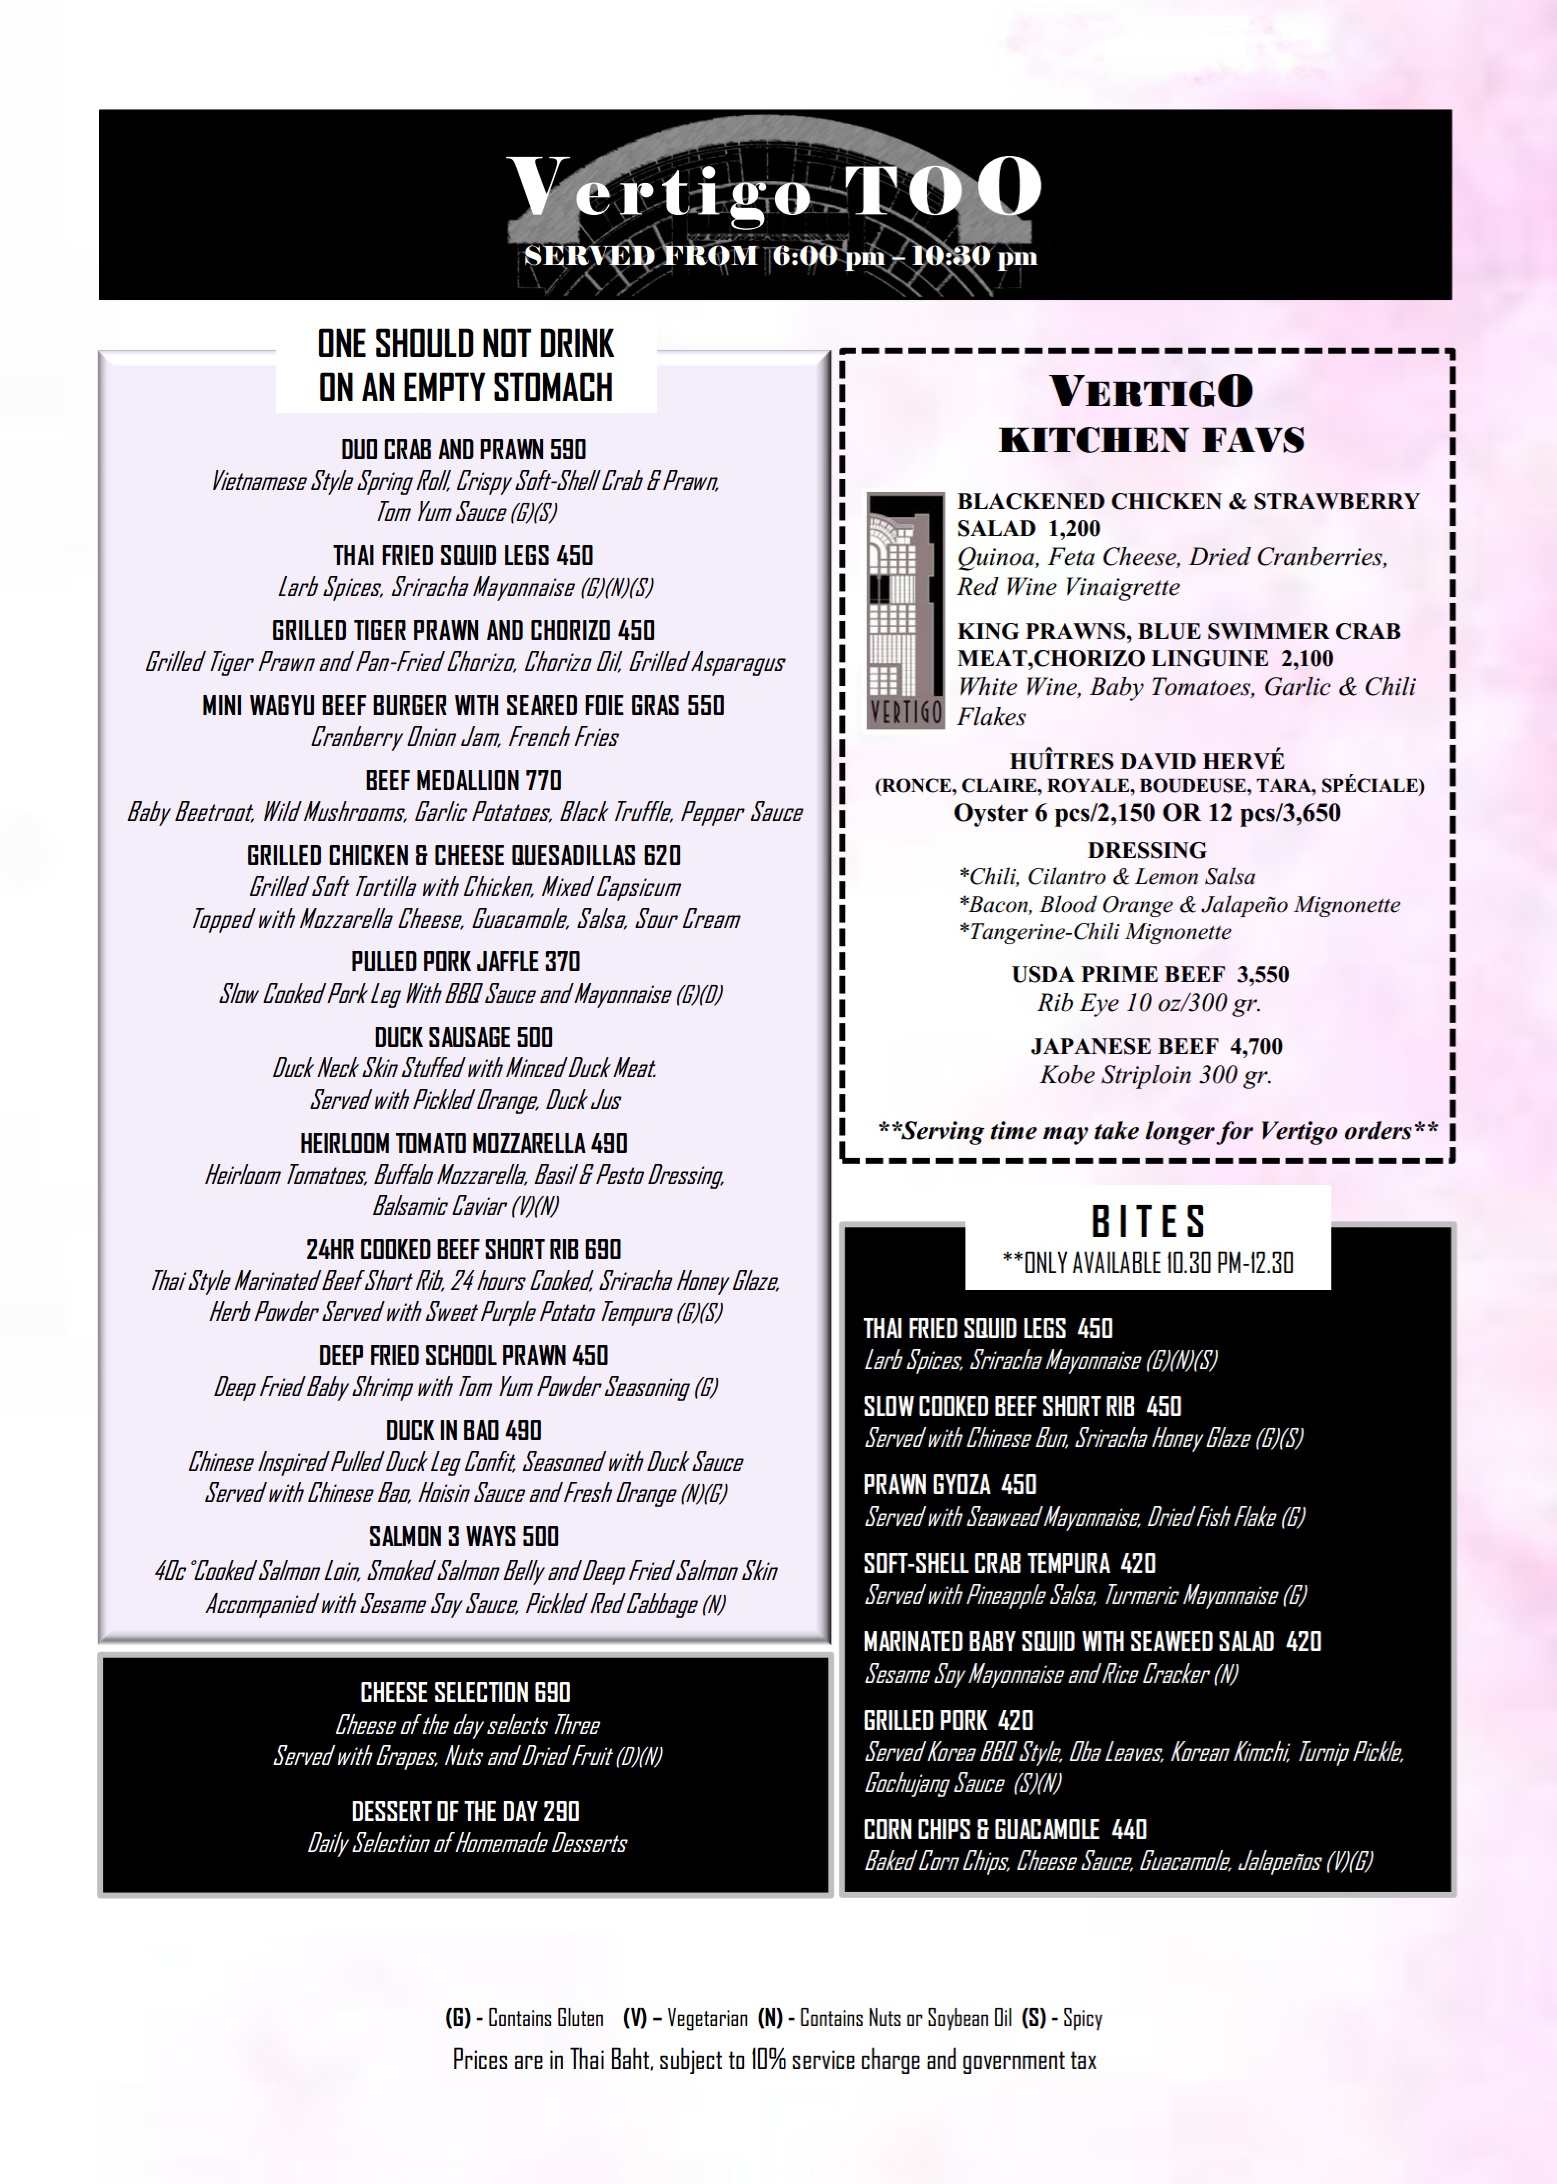 Vertigo TOO
SERVED FROM 6:00 pm – 10:30 pm
ONE SHOULD NOT DRINK
ON AN EMPTY STOMACH
DUO CRAB AND PRAWN 590
Vietnamese Style Spring Roll, Crispy Soft-Shell Crab & Prawn,
Tom Yum Sauce (G)(S)
THAI FRIED SQUID LEGS 450
Larb Spices, Sriracha Mayonnaise (G)(N)(S)
GRILLED TIGER PRAWN AND CHORIZO 450
Grilled Tiger Prawn and Pan-Fried Chorizo, Chorizo Oil, Grilled Asparagus
MINI WAGYU BEEF BURGER WITH SEARED FOIE GRAS 550
Cranberry Onion Jam, French Fries
BEEF MEDALLION 770
Baby Beetroot, Wild Mushrooms, Garlic Potatoes, Black Truffle, Pepper Sauce
GRILLED CHICKEN & CHEESE QUESADILLAS 620
Grilled Soft Tortilla with Chicken, Mixed Capsicum
Topped with Mozzarella Cheese, Guacamole, Salsa, Sour Cream
PULLED PORK JAFFLE 370
Slow Cooked Pork Leg With BBQ Sauce and Mayonnaise (G)(D)
DUCK SAUSAGE 500
Duck Neck Skin Stuffed with Minced Duck Meat.
Served with Pickled Orange, Duck Jus
HEIRLOOM TOMATO MOZZARELLA 490
Heirloom Tomatoes, Buffalo Mozzarella, Basil & Pesto Dressing,
Balsamic Caviar (V)(N)
24HR COOKED BEEF SHORT RIB 690
Thai Style Marinated Beef Short Rib, 24 hours Cooked, Sriracha Honey Glaze,
Herb Powder Served with Sweet Purple Potato Tempura (G)(S)
DEEP FRIED SCHOOL PRAWN 450
Deep Fried Baby Shrimp with Tom Yum Powder Seasoning (G)
DUCK IN BAO 490
Chinese Inspired Pulled Duck Leg Confit, Seasoned with Duck Sauce
Served with Chinese Bao, Hoisin Sauce and Fresh Orange (N)(G)
SALMON 3 WAYS 500
40c°Cooked Salmon Loin, Smoked Salmon Belly and Deep Fried Salmon Skin
Accompanied with Sesame Soy Sauce, Pickled Red Cabbage (N)
CHEESE SELECTION 690
Cheese of the day selects Three
Served with Grapes, Nuts and Dried Fruit (D)(N)
DESSERT OF THE DAY 290
Daily Selection of Homemade Desserts
VERTIGO
KITCHEN FAVS
VERTIGO
BLACKENED CHICKEN & STRAWBERRY
SALAD 1,200
Quinoa, Feta Cheese, Dried Cranberries,
Red Wine Vinaigrette
KING PRAWNS, BLUE SWIMMER CRAB
MEAT,CHORIZO LINGUINE 2,100
White Wine, Baby Tomatoes, Garlic & Chili
Flakes
HUÎTRES DAVID HERVÉ
(RONCE, CLAIRE, ROYALE, BOUDEUSE, TARA, SPÉCIALE)
Oyster 6 pcs/2,150 OR 12 pcs/3,650
DRESSING
*Chili, Cilantro & Lemon Salsa
*Bacon, Blood Orange & Jalapeño Mignonette
*Tangerine-Chili Mignonette
USDA PRIME BEEF 3,550
Rib Eye 10 oz/300 gr.
JAPANESE BEEF 4,700
Kobe Striploin 300 gr.
**Serving time may take longer for Vertigo orders**
BITES
**ONLY AVAILABLE 10.30 PM-12.30
THAI FRIED SQUID LEGS 450
Larb Spices, Sriracha Mayonnaise (G)(N)(S)
SLOW COOKED BEEF SHORT RIB 450
Served with Chinese Bun, Sriracha Honey Glaze (G)(S)
PRAWN GYOZA 450
Served with Seaweed Mayonnaise, Dried Fish Flake (G)
SOFT-SHELL CRAB TEMPURA 420
Served with Pineapple Salsa, Turmeric Mayonnaise (G)
MARINATED BABY SQUID WITH SEAWEED SALAD 420
Sesame Soy Mayonnaise and Rice Cracker (N)
GRILLED PORK 420
Served Korea BBQ Style, Oba Leaves, Korean Kimchi, Turnip Pickle,
Gochujang Sauce (S)(N)
CORN CHIPS & GUACAMOLE 440
Baked Corn Chips, Cheese Sauce, Guacamole, Jalapeños (V)(G)
(G) - Contains Gluten (V) – Vegetarian (N) - Contains Nuts or Soybean Oil (S) - Spicy
Prices are in Thai Baht, subject to 10% service charge and government tax